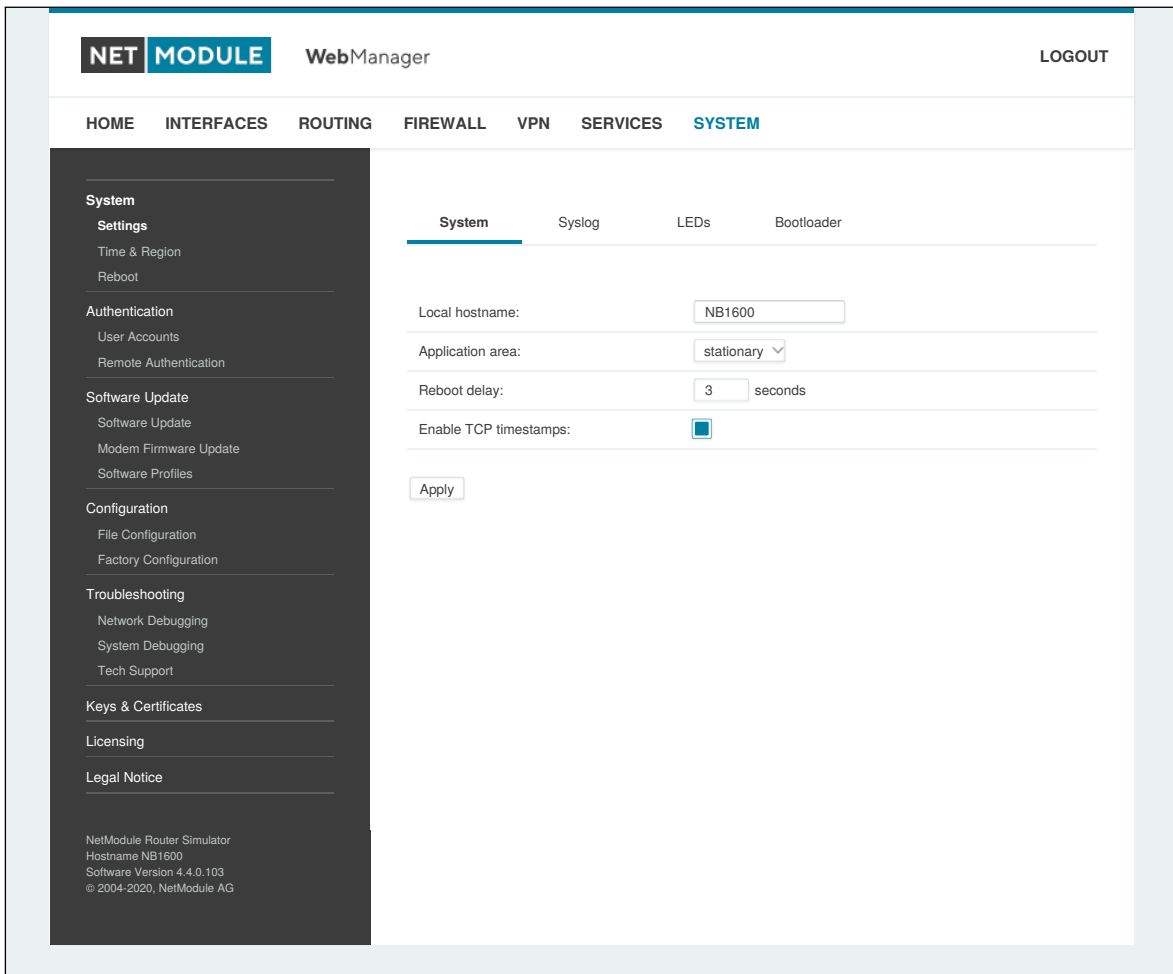 NET MODULE WebManager LOGOUT
HOME INTERFACES ROUTING FIREWALL VPN SERVICES SYSTEM
System
Settings
Time & Region
Reboot
Authentication
User Accounts
Remote Authentication
Software Update
Software Update
Modem Firmware Update
Software Profiles
Configuration
File Configuration
Factory Configuration
Troubleshooting
Network Debugging
System Debugging
Tech Support
Keys & Certificates
Licensing
Legal Notice
NetModule Router Simulator
Hostname NB1600
Software Version 4.4.0.103
© 2004-2020, NetModule AG
System Syslog LEDs Bootloader
Local hostname: NB1600
Application area: stationary
Reboot delay: 3 seconds
Enable TCP timestamps:
Apply